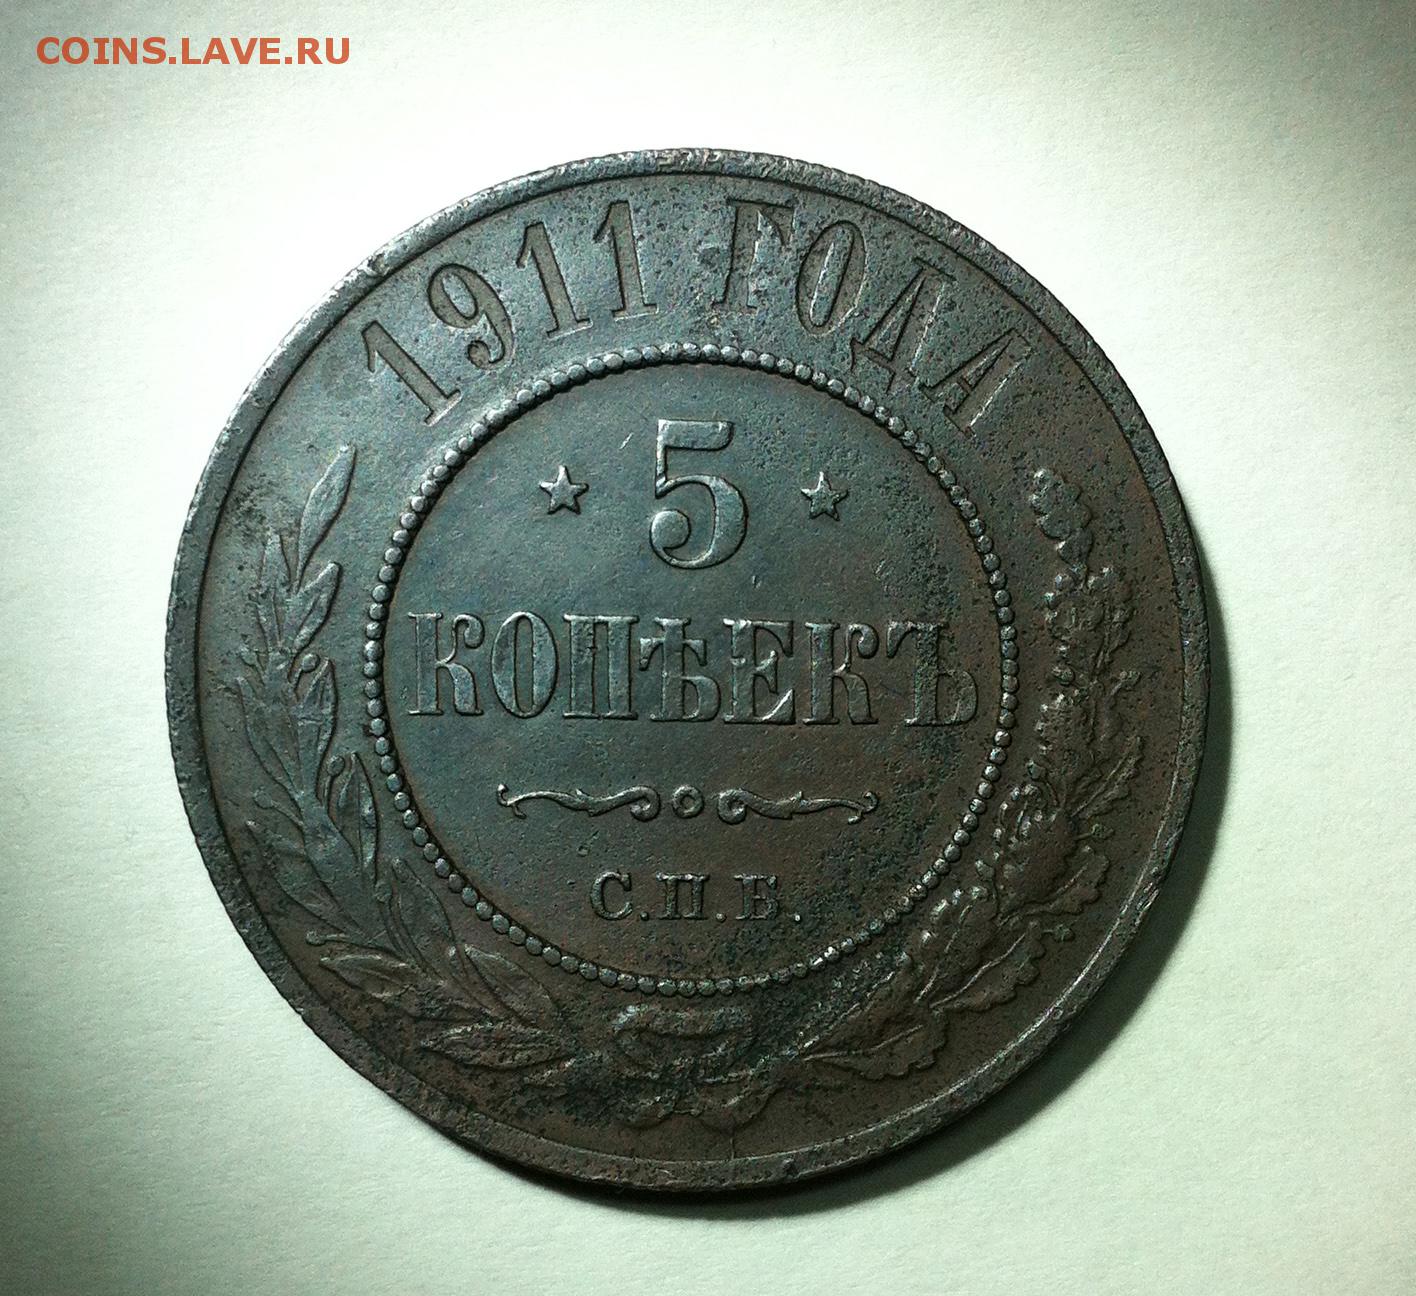 COINS.LAVE.RU
1911 ГОДА
5
КОПѢЕКЪ
С.П.Б.